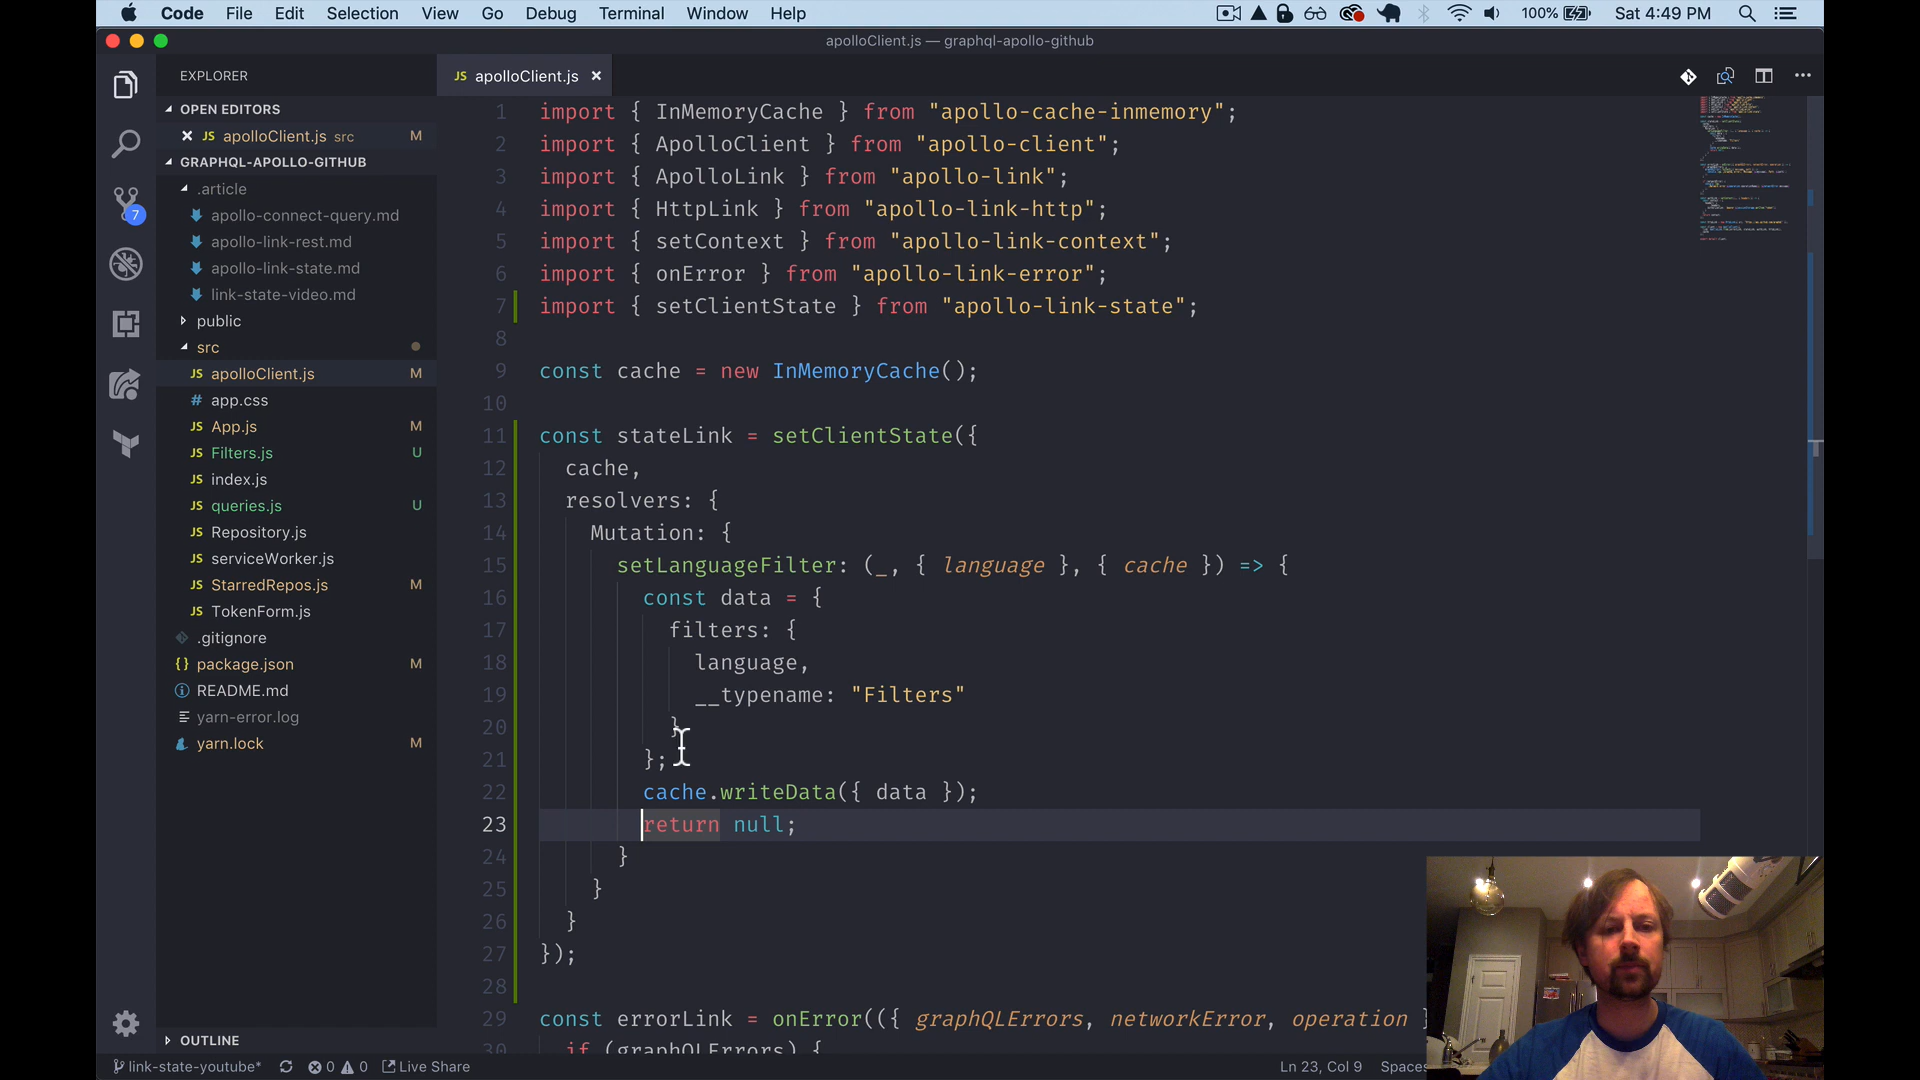 Code File Edit Selection View Go Debug Terminal Window Help
100% Sat 4:49 PM
apolloClient.js — graphql-apollo-github
EXPLORER
OPEN EDITORS
JS apolloClient.js src M
GRAPHQL-APOLLO-GITHUB
.article
apollo-connect-query.md
apollo-link-rest.md
apollo-link-state.md
link-state-video.md
public
src
JS apolloClient.js M
# app.css
JS App.js M
JS Filters.js U
JS index.js
JS queries.js U
JS Repository.js
JS serviceWorker.js
JS StarredRepos.js M
JS TokenForm.js
.gitignore
{} package.json M
README.md
yarn-error.log
yarn.lock M
OUTLINE
7
JS apolloClient.js
1 import { InMemoryCache } from "apollo-cache-inmemory";
2 import { ApolloClient } from "apollo-client";
3 import { ApolloLink } from "apollo-link";
4 import { HttpLink } from "apollo-link-http";
5 import { setContext } from "apollo-link-context";
6 import { onError } from "apollo-link-error";
7 import { setClientState } from "apollo-link-state";
8
9 const cache = new InMemoryCache();
10
11 const stateLink = setClientState({
12 cache,
13 resolvers: {
14 Mutation: {
15 setLanguageFilter: (_, { language }, { cache }) => {
16 const data = {
17 filters: {
18 language,
19 __typename: "Filters"
20 }
21 };
22 cache.writeData({ data });
23 return null;
24 }
25 }
26 }
27 });
28
29 const errorLink = onError(({ graphQLErrors, networkError, operation }
30 if (graphQLErrors) {
link-state-youtube* 0 0 Live Share
Ln 23, Col 9 Spaces